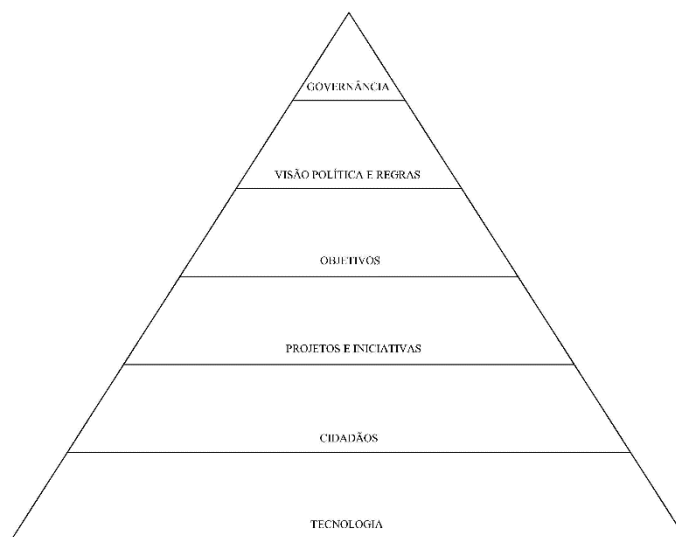 GOVERNÂNCIA
VISÃO POLÍTICA E REGRAS
OBJETIVOS
PROJETOS E INICIATIVAS
CIDADÃOS
TECNOLOGIA